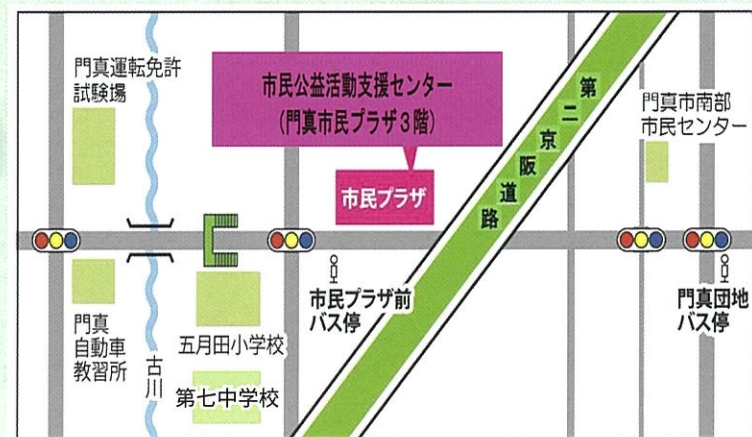 門真運転免許
試験場
市民公益活動支援センター
(門真市民プラザ3階)
市民プラザ
第二京阪道路
門真市南部
市民センター
市民プラザ前
バス停
門真団地
バス停
門真
自動車
教習所
古川
五月田小学校
第七中学校